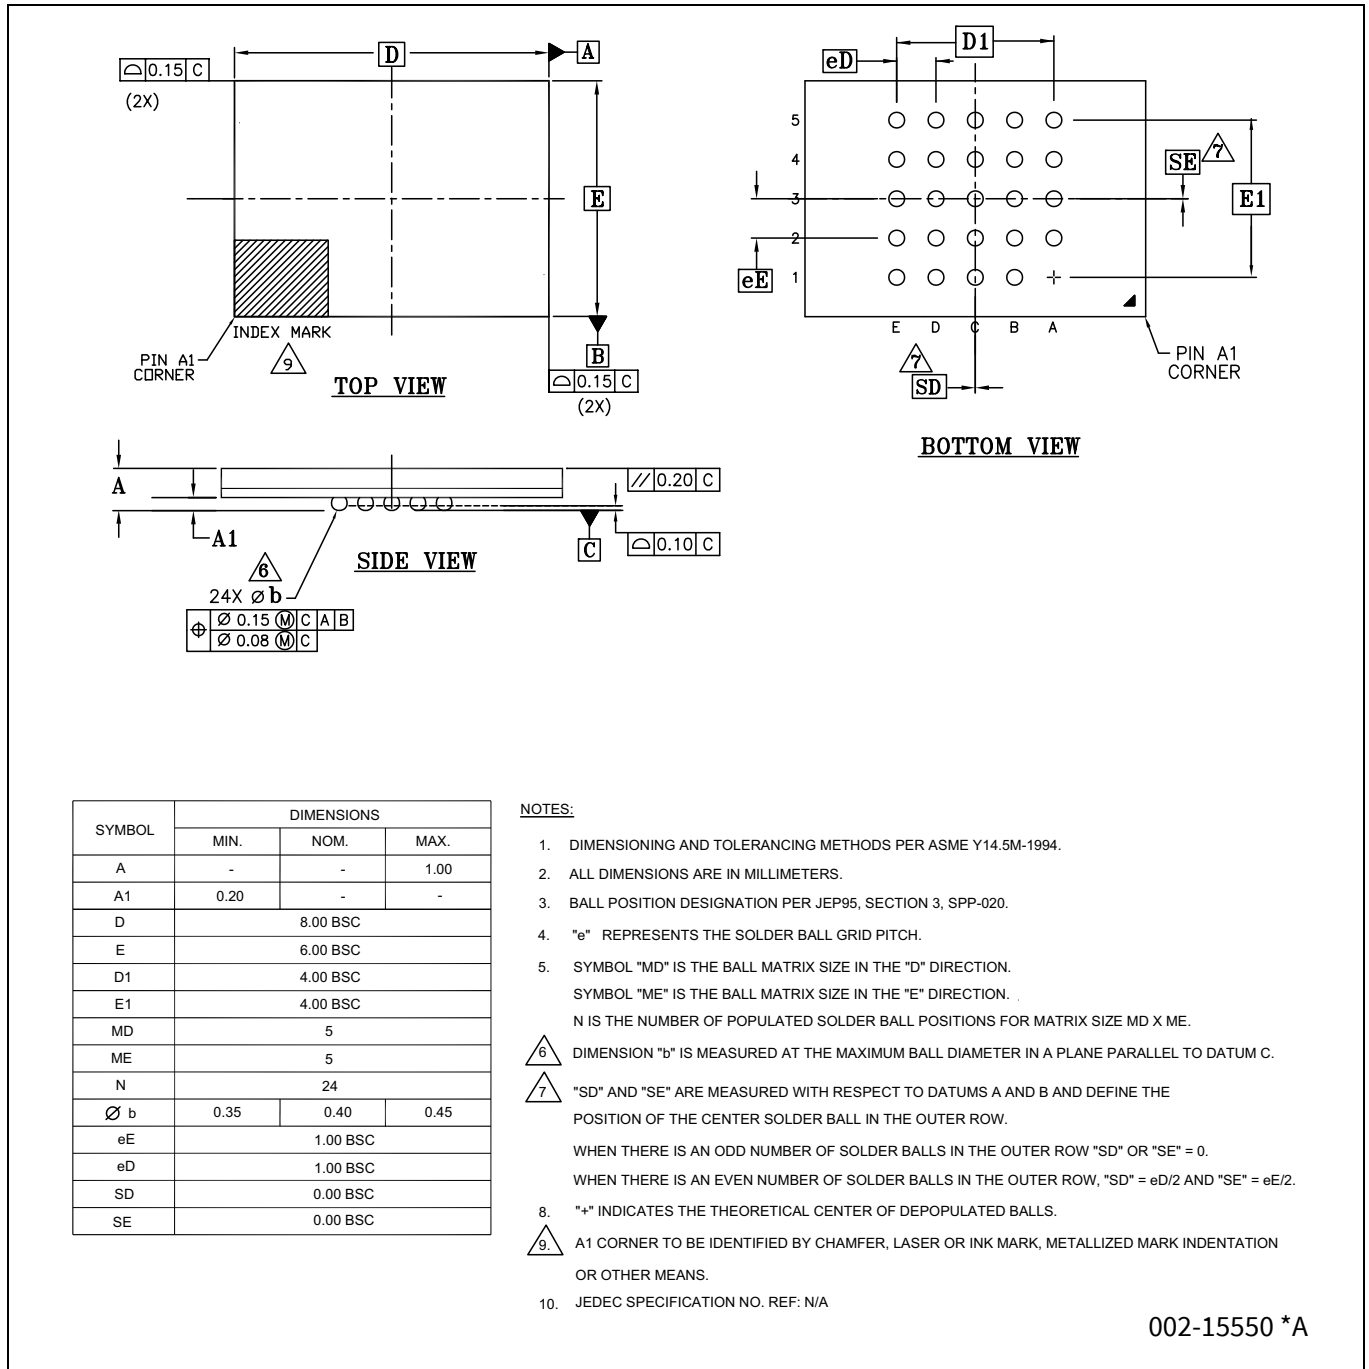 D
A
⌓ 0.15 C
(2X)
E
INDEX MARK
9
PIN A1
CORNER
TOP VIEW
B
⌓ 0.15 C
(2X)
D1
eD
5
4
3
2
1
SE
7
E1
eE
E D C B A
7
SD
PIN A1
CORNER
BOTTOM VIEW
A
A1
// 0.20 C
C
⌓ 0.10 C
SIDE VIEW
6
24X ⌀ b
⌖ ⌀ 0.15 Ⓜ C A B
⌀ 0.08 Ⓜ C
SYMBOL DIMENSIONS
MIN. NOM. MAX.
A - - 1.00
A1 0.20 - -
D 8.00 BSC
E 6.00 BSC
D1 4.00 BSC
E1 4.00 BSC
MD 5
ME 5
N 24
⌀ b 0.35 0.40 0.45
eE 1.00 BSC
eD 1.00 BSC
SD 0.00 BSC
SE 0.00 BSC
NOTES:
1. DIMENSIONING AND TOLERANCING METHODS PER ASME Y14.5M-1994.
2. ALL DIMENSIONS ARE IN MILLIMETERS.
3. BALL POSITION DESIGNATION PER JEP95, SECTION 3, SPP-020.
4. "e" REPRESENTS THE SOLDER BALL GRID PITCH.
5. SYMBOL "MD" IS THE BALL MATRIX SIZE IN THE "D" DIRECTION.
SYMBOL "ME" IS THE BALL MATRIX SIZE IN THE "E" DIRECTION.
N IS THE NUMBER OF POPULATED SOLDER BALL POSITIONS FOR MATRIX SIZE MD X ME.
6 DIMENSION "b" IS MEASURED AT THE MAXIMUM BALL DIAMETER IN A PLANE PARALLEL TO DATUM C.
7 "SD" AND "SE" ARE MEASURED WITH RESPECT TO DATUMS A AND B AND DEFINE THE
POSITION OF THE CENTER SOLDER BALL IN THE OUTER ROW.
WHEN THERE IS AN ODD NUMBER OF SOLDER BALLS IN THE OUTER ROW "SD" OR "SE" = 0.
WHEN THERE IS AN EVEN NUMBER OF SOLDER BALLS IN THE OUTER ROW, "SD" = eD/2 AND "SE" = eE/2.
8. "+" INDICATES THE THEORETICAL CENTER OF DEPOPULATED BALLS.
9. A1 CORNER TO BE IDENTIFIED BY CHAMFER, LASER OR INK MARK, METALLIZED MARK INDENTATION
OR OTHER MEANS.
10. JEDEC SPECIFICATION NO. REF: N/A
002-15550 *A